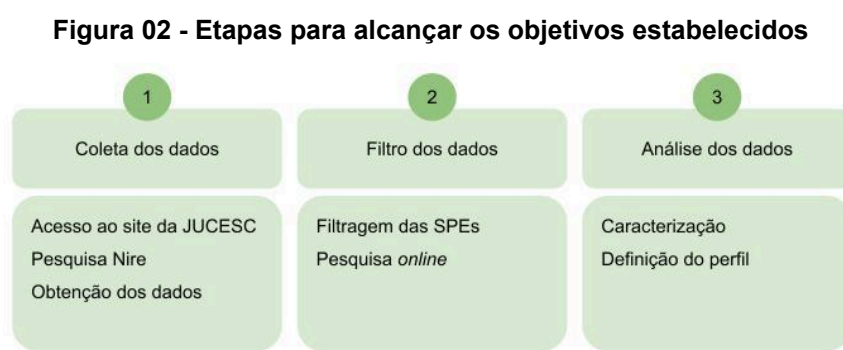 Figura 02 - Etapas para alcançar os objetivos estabelecidos
1
Coleta dos dados
Acesso ao site da JUCESC
Pesquisa Nire
Obtenção dos dados
2
Filtro dos dados
Filtragem das SPEs
Pesquisa online
3
Análise dos dados
Caracterização
Definição do perfil